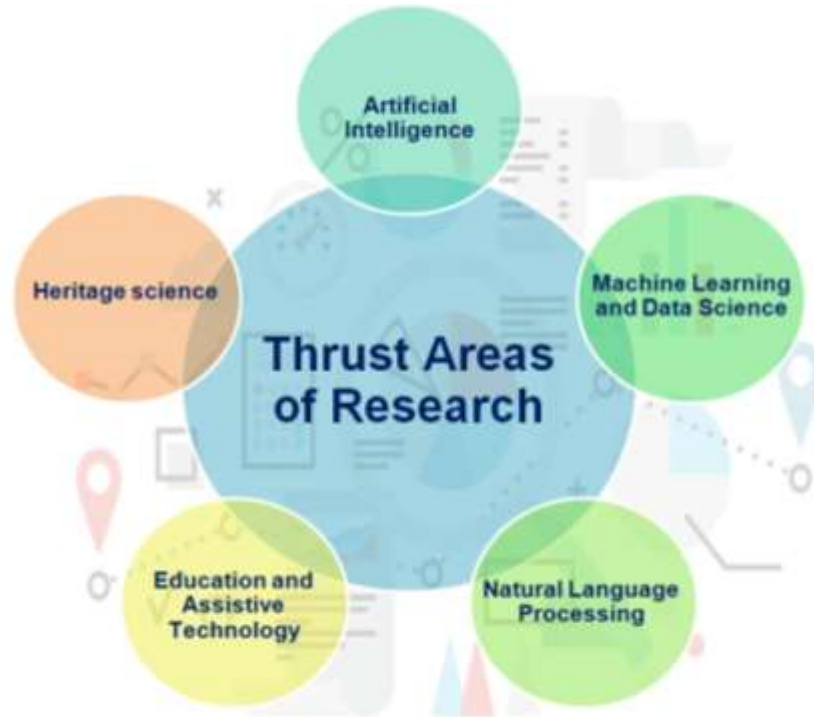 Artificial
Intelligence
Heritage science
Machine Learning
and Data Science
Thrust Areas
of Research
Education and
Assistive
Technology
Natural Language
Processing